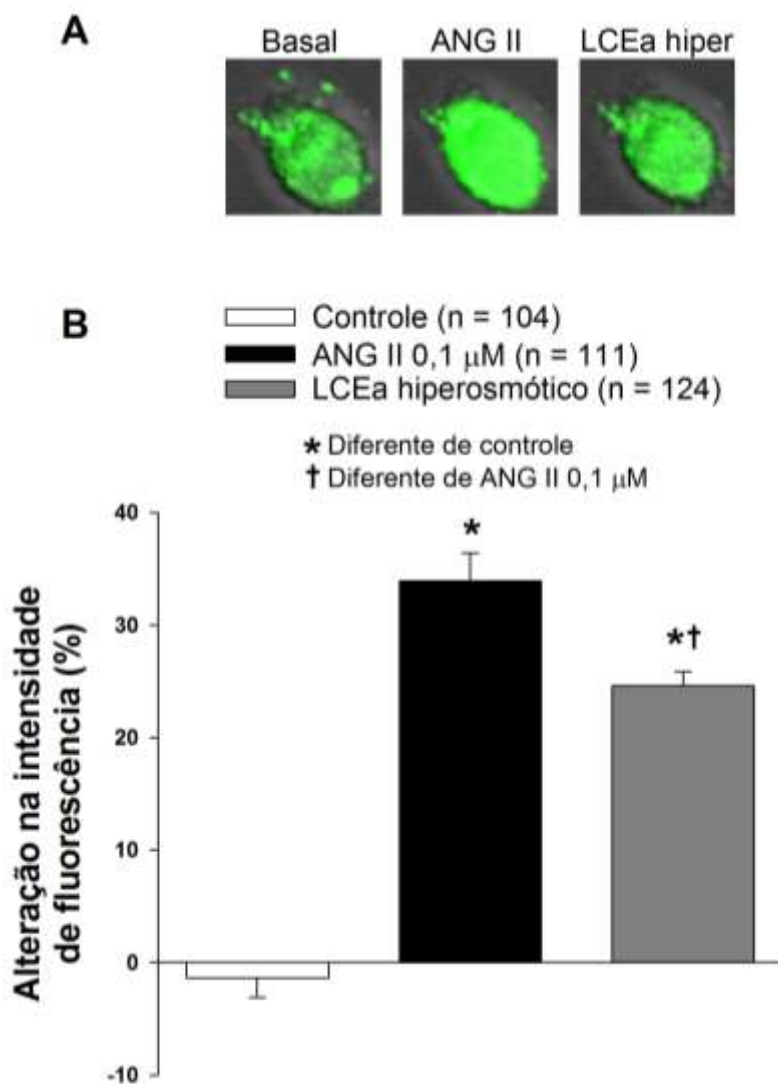 A
Basal ANG II LCEa hiper
B
Controle (n = 104)
ANG II 0,1 μM (n = 111)
LCEa hiperosmótico (n = 124)
* Diferente de controle
† Diferente de ANG II 0,1 μM
Alteração na intensidade
de fluorescência (%)
40
30
20
10
0
-10
*
*†